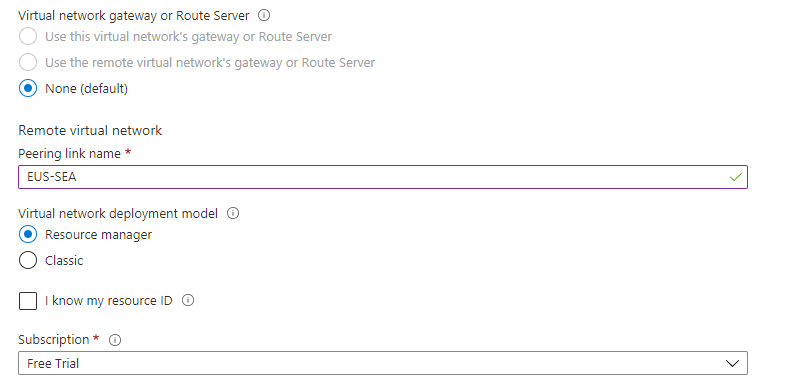 Virtual network gateway or Route Server
Use this virtual network's gateway or Route Server
Use the remote virtual network's gateway or Route Server
None (default)
Remote virtual network
Peering link name *
EUS-SEA
Virtual network deployment model
Resource manager
Classic
I know my resource ID
Subscription *
Free Trial